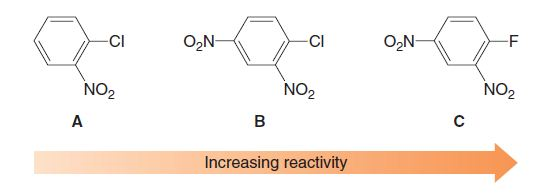 Cl
O₂N
Cl
O₂N
F
NO₂
NO₂
NO₂
A
B
C
Increasing reactivity